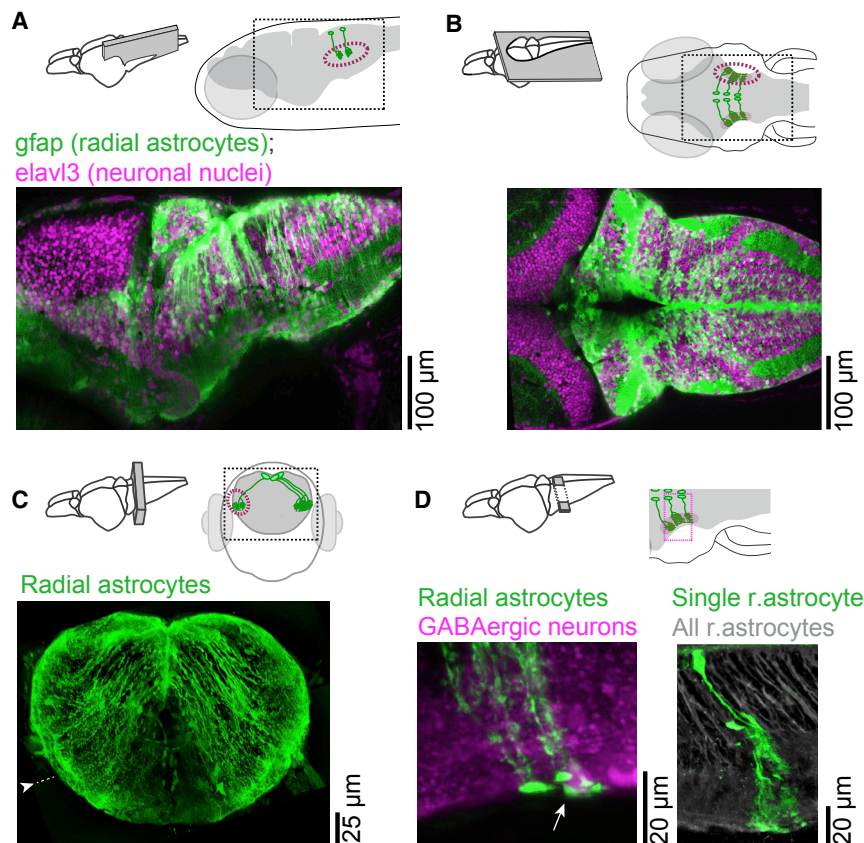 A
B
gfap (radial astrocytes);
elavl3 (neuronal nuclei)
100 µm
100 µm
C
D
Radial astrocytes
25 µm
Radial astrocytes
GABAergic neurons
20 µm
Single r.astrocyte
All r.astrocytes
20 µm